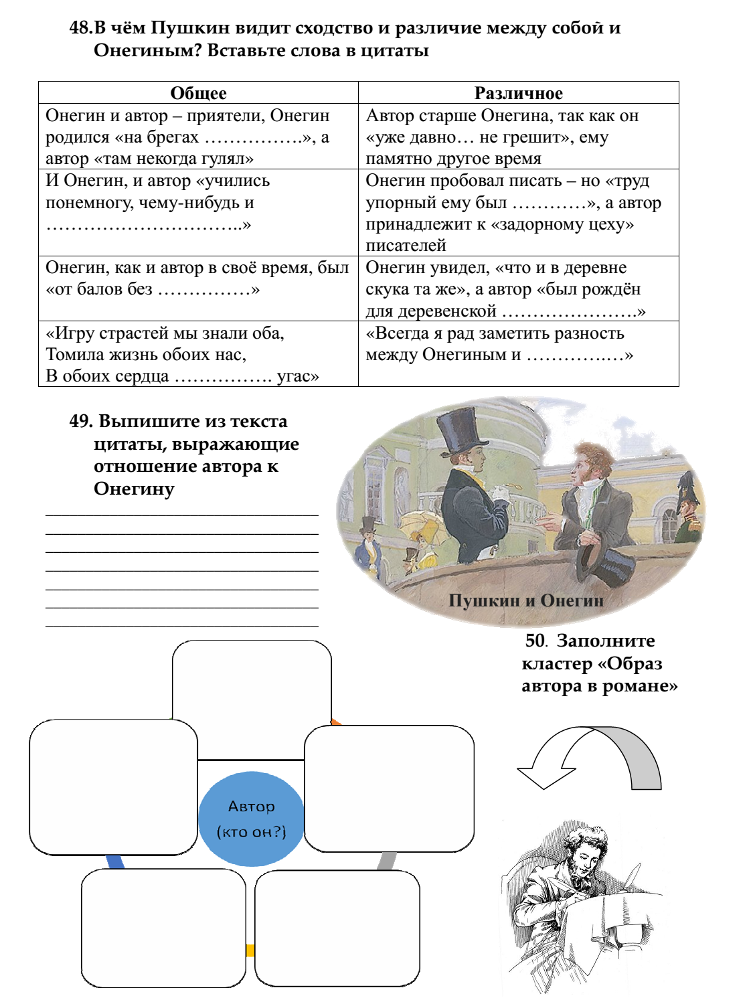 48.В чём Пушкин видит сходство и различие между собой и
Онегиным? Вставьте слова в цитаты
Общее
Различное
Онегин и автор – приятели, Онегин
родился «на брегах …………….», а
автор «там некогда гулял»
Автор старше Онегина, так как он
«уже давно… не грешит», ему
памятно другое время
И Онегин, и автор «учились
понемногу, чему-нибудь и
…………………………..»
Онегин пробовал писать – но «труд
упорный ему был …………», а автор
принадлежит к «задорному цеху»
писателей
Онегин, как и автор в своё время, был
«от балов без ……………»
Онегин увидел, «что и в деревне
скука та же», а автор «был рождён
для деревенской ………………….»
«Игру страстей мы знали оба,
Томила жизнь обоих нас,
В обоих сердца ……………. угас»
«Всегда я рад заметить разность
между Онегиным и ………….…»
49. Выпишите из текста
цитаты, выражающие
отношение автора к
Онегину
Пушкин и Онегин
50. Заполните
кластер «Образ
автора в романе»
Автор
(кто он?)